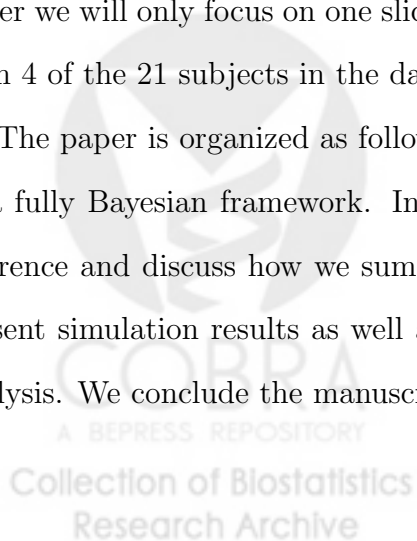 er we will only focus on one slic
n 4 of the 21 subjects in the da
The paper is organized as follow
fully Bayesian framework. In
rence and discuss how we sum
sent simulation results as well a
lysis. We conclude the manuscri
COBRA
A BEPRESS REPOSITORY
Collection of Biostatistics
Research Archive